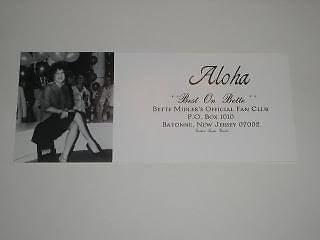 Aloha
"Best On Bette"
Bette Midler's Official Fan Club
P.O. Box 1010
Bayonne, New Jersey 07002